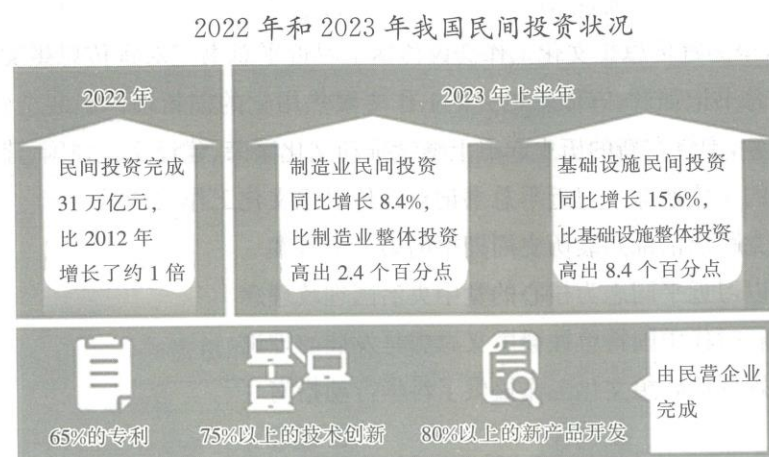 2022 年和 2023 年我国民间投资状况
2022 年
民间投资完成
31 万亿元，
比 2012 年
增长了约 1 倍
2023 年上半年
制造业民间投资
同比增长 8.4%，
比制造业整体投资
高出 2.4 个百分点
基础设施民间投资
同比增长 15.6%，
比基础设施整体投资
高出 8.4 个百分点
65%的专利
75%以上的技术创新
80%以上的新产品开发
由民营企业
完成